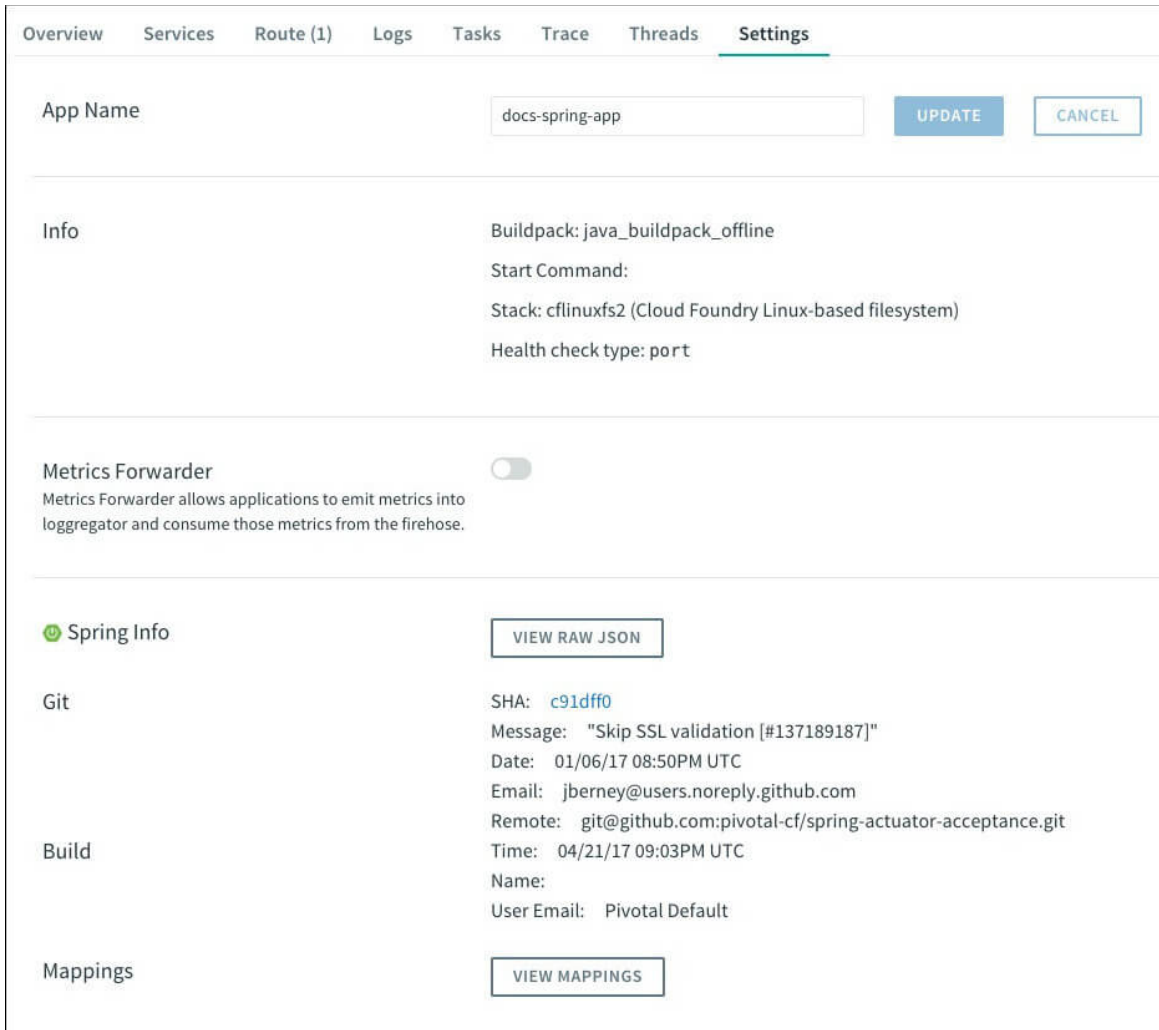 Overview Services Route (1) Logs Tasks Trace Threads Settings
App Name docs-spring-app UPDATE CANCEL
Info Buildpack: java_buildpack_offline
Start Command:
Stack: cflinuxfs2 (Cloud Foundry Linux-based filesystem)
Health check type: port
Metrics Forwarder
Metrics Forwarder allows applications to emit metrics into
loggregator and consume those metrics from the firehose.
Spring Info VIEW RAW JSON
Git SHA: c91dff0
Message: "Skip SSL validation [#137189187]"
Date: 01/06/17 08:50PM UTC
Email: jberney@users.noreply.github.com
Remote: git@github.com:pivotal-cf/spring-actuator-acceptance.git
Build Time: 04/21/17 09:03PM UTC
Name:
User Email: Pivotal Default
Mappings VIEW MAPPINGS